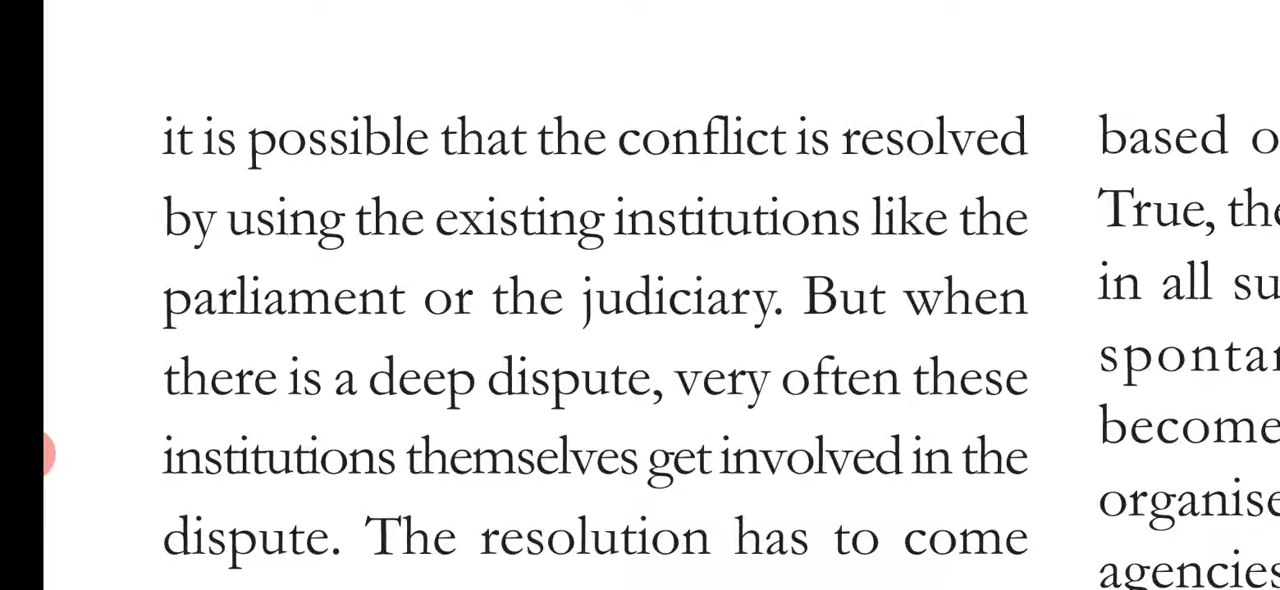 it is possible that the conflict is resolved
by using the existing institutions like the
parliament or the judiciary. But when
there is a deep dispute, very often these
institutions themselves get involved in the
dispute. The resolution has to come
based
True,
in all
become